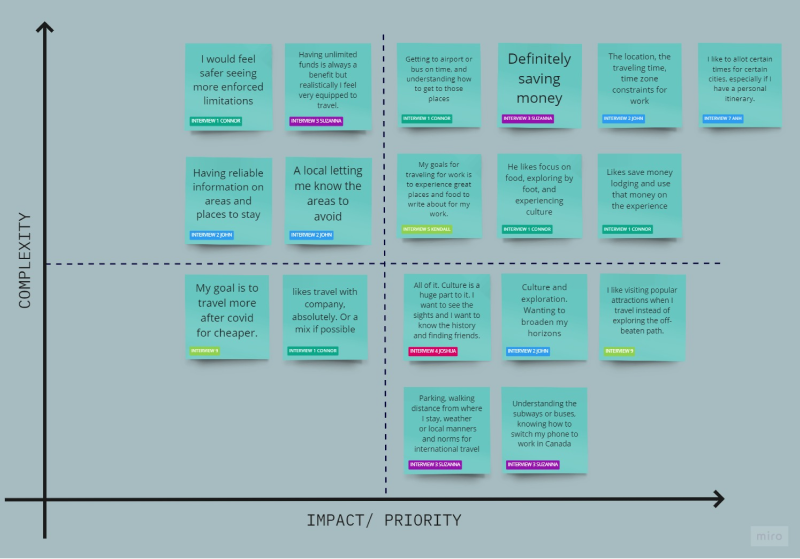 I would feel
safer seeing
more enforced
limitations
INTERVIEW 1 CONNOR
Having unlimited
funds is always a
benefit but
realistically I feel
very equipped to
travel.
INTERVIEW 3 SUZANNA
Getting to airport or
bus on time, and
understanding how
to get to those
places
INTERVIEW 1 CONNOR
Definitely
saving
money
INTERVIEW 3 SUZANNA
The location, the
traveling time,
time zone
constraints for
work
INTERVIEW 2 JOHN
I like to allot certain
times for certain
cities, especially if i
have a personal
itinerary.
INTERVIEW 7 ANH
Having reliable
information on
areas and
places to stay
INTERVIEW 2 JOHN
A local letting
me know the
areas to
avoid
INTERVIEW 2 JOHN
My goals for
traveling for work is
to experience great
places and food to
write about for my
work.
INTERVIEW 5 KENDALL
He likes focus on
food, exploring by
foot, and
experiencing
culture
INTERVIEW 1 CONNOR
Likes save money
lodging and use
that money on
the experience
INTERVIEW 1 CONNOR
COMPLEXITY
My goal is to
travel more
after covid
for cheaper.
INTERVIEW 5
likes travel with
company,
absolutely. Or a
mix if possible
INTERVIEW 1 CONNOR
All of it. Culture is a
huge part to it. I
want to see the
sights and i want to
know the history
and finding friends.
INTERVIEW 4 JOSHUA
Culture and
exploration.
Wanting to
broaden my
horizons
INTERVIEW 2 JOHN
I like visiting popular
attractions when I
travel instead of
exploring the off-
beaten path.
INTERVIEW 5
Parking, walking
distance from where
I stay, weather
or local manners
and norms for
international travel
INTERVIEW 3 SUZANNA
Understanding the
subways or buses,
knowing how to
switch my phone to
work in Canada
INTERVIEW 3 SUZANNA
IMPACT/ PRIORITY
miro